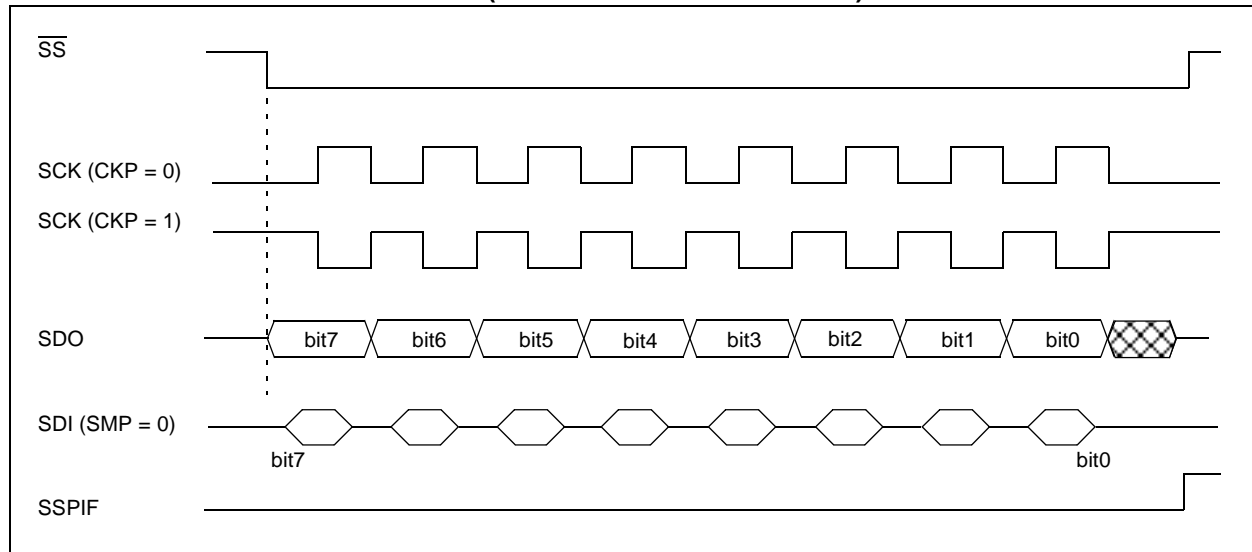 SS
SCK (CKP = 0)
SCK (CKP = 1)
SDO bit7 bit6 bit5 bit4 bit3 bit2 bit1 bit0
SDI (SMP = 0)
bit7 bit0
SSPIF